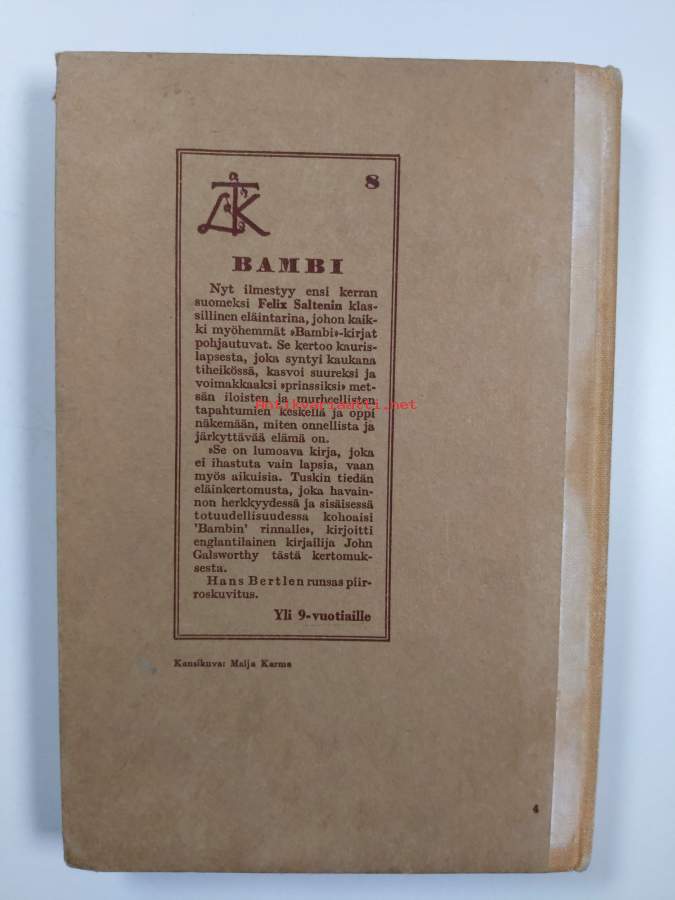 LTK
8
BAMBI
Nyt ilmestyy ensi kerran
suomeksi Felix Saltenin klas-
sillinen eläintarina, johon kaik-
ki myöhemmät »Bambi»-kirjat
pohjautuvat. Se kertoo kauris-
lapsesta, joka syntyi kaukana
tiheikössä, kasvoi suureksi ja
voimakkaaksi »prinssiksi» met-
sän iloisten ja murheellisten
Antikvariaatti.net
tapahtumien keskellä ja oppi
näkemään, miten onnellista ja
järkyttävää elämä on.
»Se on lumoava kirja, joka
ei ihastuta vain lapsia, vaan
myös aikuisia. Tuskin tiedän
eläinkertomusta, joka havain-
non herkkyydessä ja sisäisessä
totuudellisuudessa kohoaisi
'Bambin' rinnalle», kirjoitti
englantilainen kirjailija John
Galsworthy tästä kertomuk-
sesta.
Hans Bertlen runsas piir-
roskuvitus.
Yli 9-vuotiaille
Kansikuva: Maija Karma
4